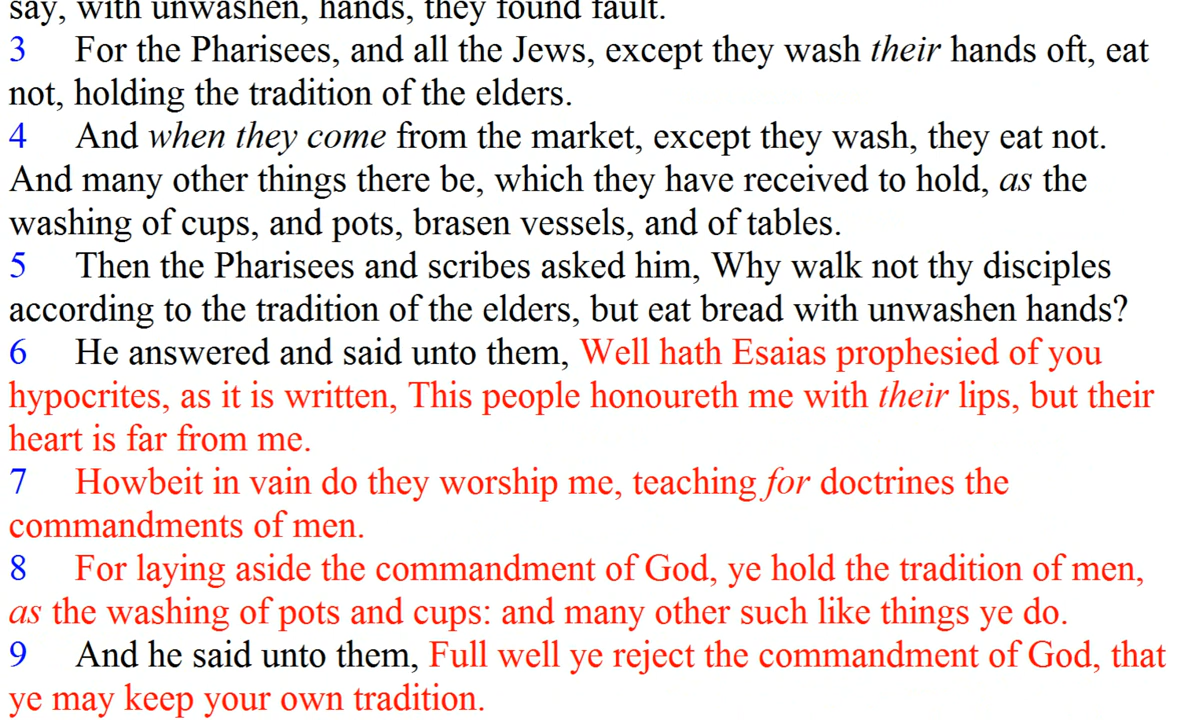 say, with unwashen, hands, they found fault.
3 For the Pharisees, and all the Jews, except they wash their hands oft, eat
not, holding the tradition of the elders.
4 And when they come from the market, except they wash, they eat not.
And many other things there be, which they have received to hold, as the
washing of cups, and pots, brasen vessels, and of tables.
5 Then the Pharisees and scribes asked him, Why walk not thy disciples
according to the tradition of the elders, but eat bread with unwashen hands?
6 He answered and said unto them, Well hath Esaias prophesied of you
hypocrites, as it is written, This people honoureth me with their lips, but their
heart is far from me.
7 Howbeit in vain do they worship me, teaching for doctrines the
commandments of men.
8 For laying aside the commandment of God, ye hold the tradition of men,
as the washing of pots and cups: and many other such like things ye do.
9 And he said unto them, Full well ye reject the commandment of God, that
ye may keep your own tradition.